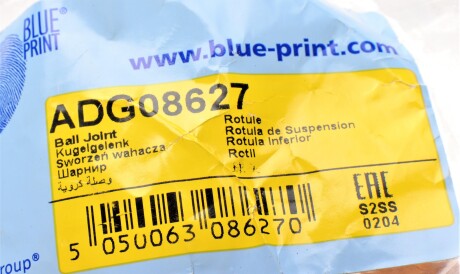 BLUE
PRINT
www.blue-print.com
ADG08627
Ball Joint
Kugelgelenk
Sworzeń wahacza
Шарнир
وصلة كروية
Rotule
Rotula de Suspension
Rotula Inferior
Rotil
EAC
S2SS
0204
5 050063 086270
roup®